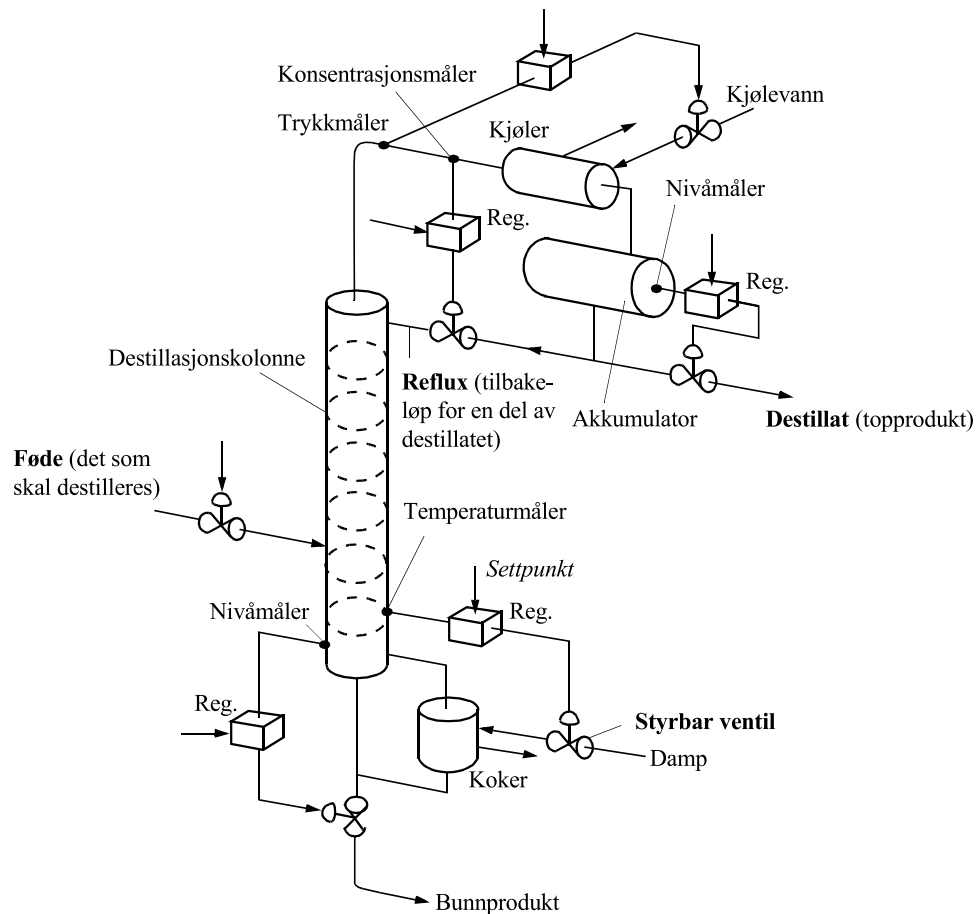 Konsentrasjonsmåler
Trykkmåler
Kjøler
Kjølevann
Nivåmåler
Reg.
Reg.
Destillasjonskolonne
Reflux (tilbake-
løp for en del av
destillatet)
Akkumulator
Destillat (topprodukt)
Føde (det som
skal destilleres)
Temperaturmåler
Settpunkt
Reg.
Nivåmåler
Reg.
Styrbar ventil
Damp
Koker
Bunnprodukt